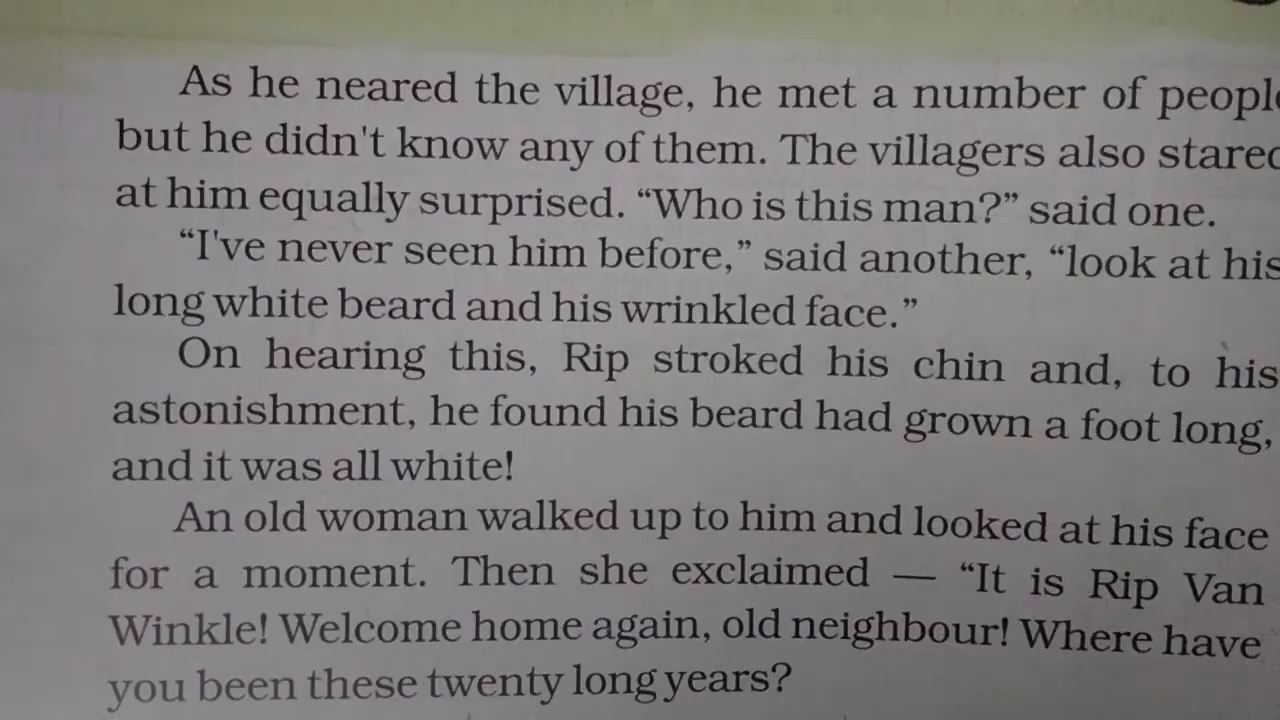 As he neared the village, he met a number of people
but he didn't know any of them. The villagers also stared
at him equally surprised. “Who is this man?” said one.
“I've never seen him before,” said another, “look at his
long white beard and his wrinkled face.”
On hearing this, Rip stroked his chin and, to his
astonishment, he found his beard had grown a foot long,
and it was all white!
An old woman walked up to him and looked at his face
for a moment. Then she exclaimed — “It is Rip Van
Winkle! Welcome home again, old neighbour! Where have
you been these twenty long years?